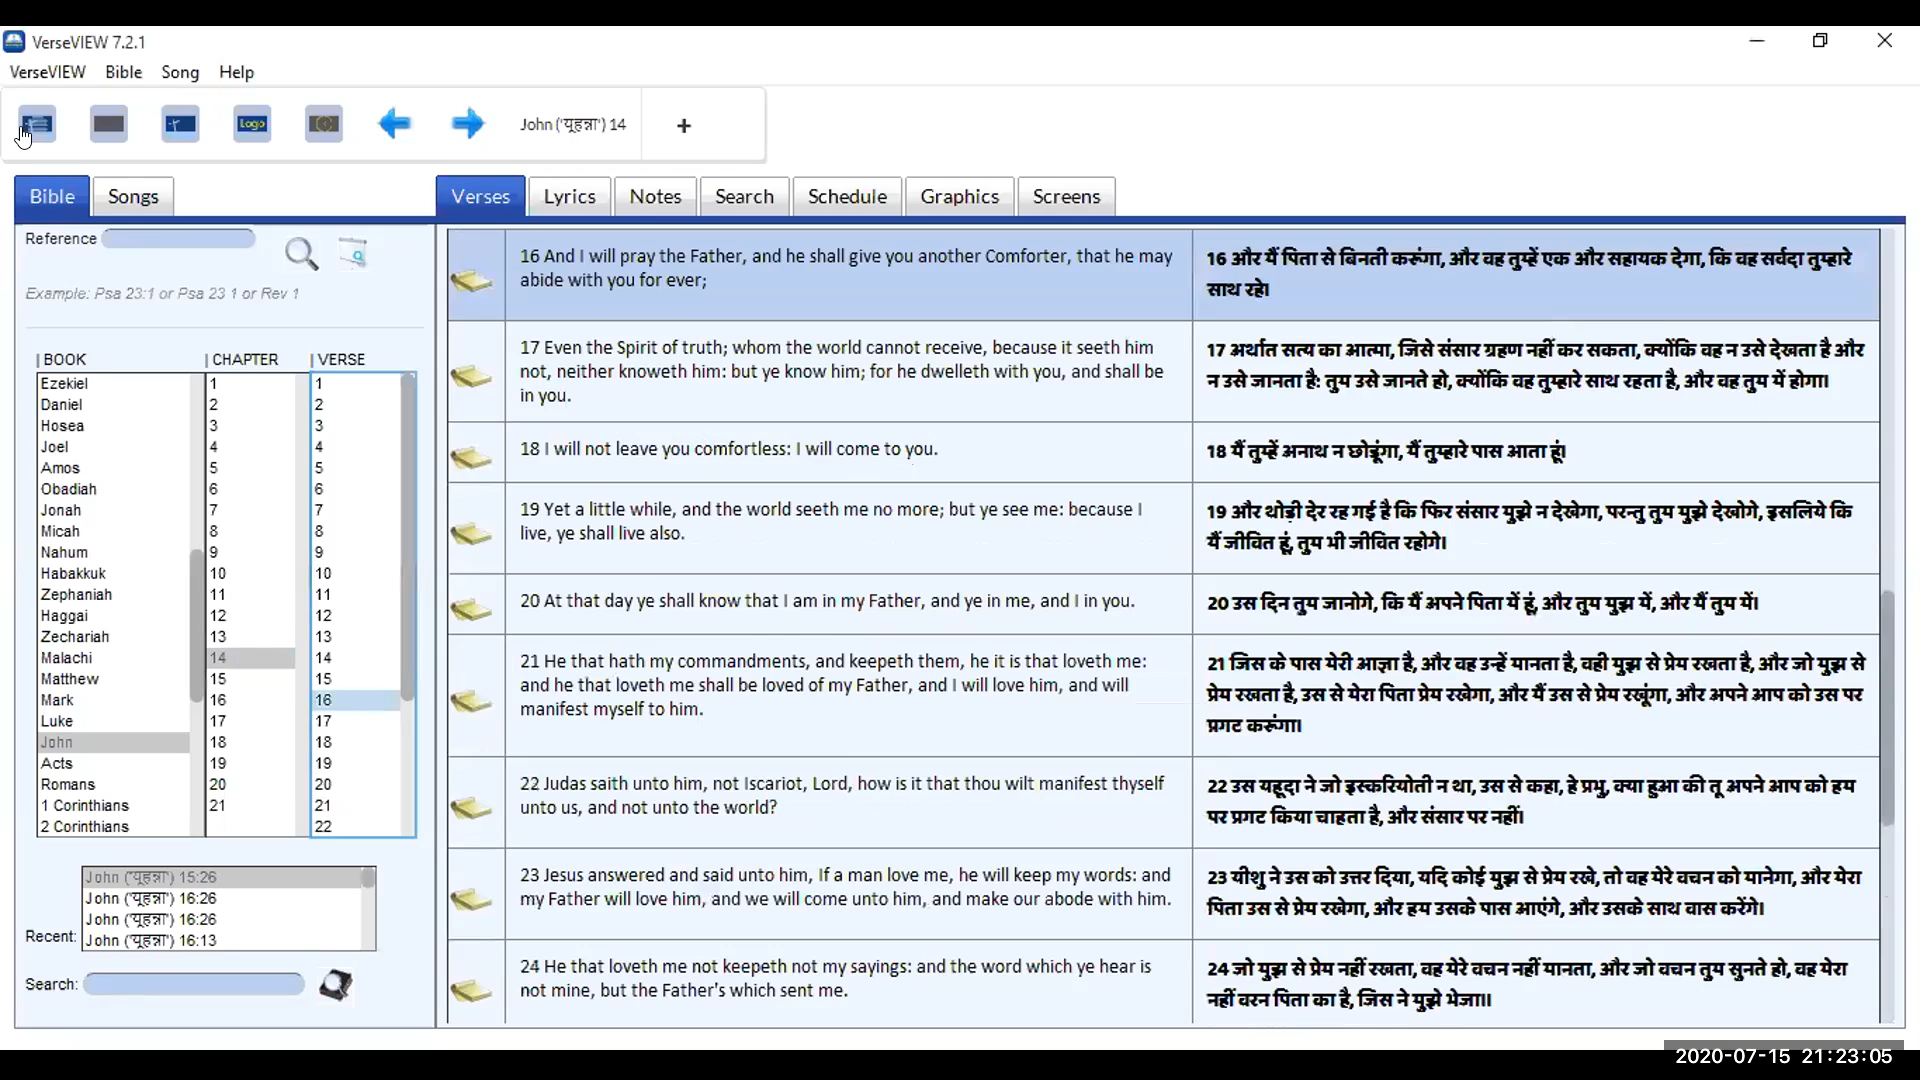 VerseVIEW 7.2.1
VerseVIEW Bible Song Help
Logo
John ('यूहन्ना') 14
+
Bible Songs
Verses Lyrics Notes Search Schedule Graphics Screens
Reference
Example: Psa 23:1 or Psa 23 1 or Rev 1
BOOK
Ezekiel
Daniel
Hosea
Joel
Amos
Obadiah
Jonah
Micah
Nahum
Habakkuk
Zephaniah
Haggai
Zechariah
Malachi
Matthew
Mark
Luke
John
Acts
Romans
1 Corinthians
2 Corinthians
CHAPTER
1
2
3
4
5
6
7
8
9
10
11
12
13
14
15
16
17
18
19
20
21
VERSE
1
2
3
4
5
6
7
8
9
10
11
12
13
14
15
16
17
18
19
20
21
22
Recent:
John ('यूहन्ना') 15:26
John ('यूहन्ना') 16:26
John ('यूहन्ना') 16:26
John ('यूहन्ना') 16:13
Search:
16 And I will pray the Father, and he shall give you another Comforter, that he may
abide with you for ever;
16 और मैं पिता से बिनती करूंगा, और वह तुम्हें एक और सहायक देगा, कि वह सर्वदा तुम्हारे
साथ रहे।
17 Even the Spirit of truth; whom the world cannot receive, because it seeth him
not, neither knoweth him: but ye know him; for he dwelleth with you, and shall be
in you.
17 अर्थात सत्य का आत्मा, जिसे संसार ग्रहण नहीं कर सकता, क्योंकि वह न उसे देखता है और
न उसे जानता है: तुम उसे जानते हो, क्योंकि वह तुम्हारे साथ रहता है, और वह तुम में होगा।
18 I will not leave you comfortless: I will come to you.
18 मैं तुम्हें अनाथ न छोडूंगा, मैं तुम्हारे पास आता हूं।
19 Yet a little while, and the world seeth me no more; but ye see me: because I
live, ye shall live also.
19 और थोड़ी देर रह गई है कि फिर संसार मुझे न देखेगा, परन्तु तुम मुझे देखोगे, इसलिये कि
मैं जीवित हूं, तुम भी जीवित रहोगे।
20 At that day ye shall know that I am in my Father, and ye in me, and I in you.
20 उस दिन तुम जानोगे, कि मैं अपने पिता में हूं, और तुम मुझ में, और मैं तुम में।
21 He that hath my commandments, and keepeth them, he it is that loveth me:
and he that loveth me shall be loved of my Father, and I will love him, and will
manifest myself to him.
21 जिस के पास मेरी आज्ञा है, और वह उन्हें मानता है, वही मुझ से प्रेम रखता है, और जो मुझ से
प्रेम रखता है, उस से मेरा पिता प्रेम रखेगा, और मैं उस से प्रेम रखूंगा, और अपने आप को उस पर
प्रगट करूंगा।
22 Judas saith unto him, not Iscariot, Lord, how is it that thou wilt manifest thyself
unto us, and not unto the world?
22 उस यहूदा ने जो इस्करियोती न था, उस से कहा, हे प्रभु, क्या हुआ की तू अपने आप को हम
पर प्रगट किया चाहता है, और संसार पर नहीं।
23 Jesus answered and said unto him, If a man love me, he will keep my words: and
my Father will love him, and we will come unto him, and make our abode with him.
23 यीशु ने उस को उत्तर दिया, यदि कोई मुझ से प्रेम रखे, तो वह मेरे वचन को मानेगा, और मेरा
पिता उस से प्रेम रखेगा, और हम उसके पास आएंगे, और उसके साथ वास करेंगे।
24 He that loveth me not keepeth not my sayings: and the word which ye hear is
not mine, but the Father's which sent me.
24 जो मुझ से प्रेम नहीं रखता, वह मेरे वचन नहीं मानता, और जो वचन तुम सुनते हो, वह मेरा
नहीं वरन पिता का है, जिस ने मुझे भेजा॥
2020-07-15 21:23:05